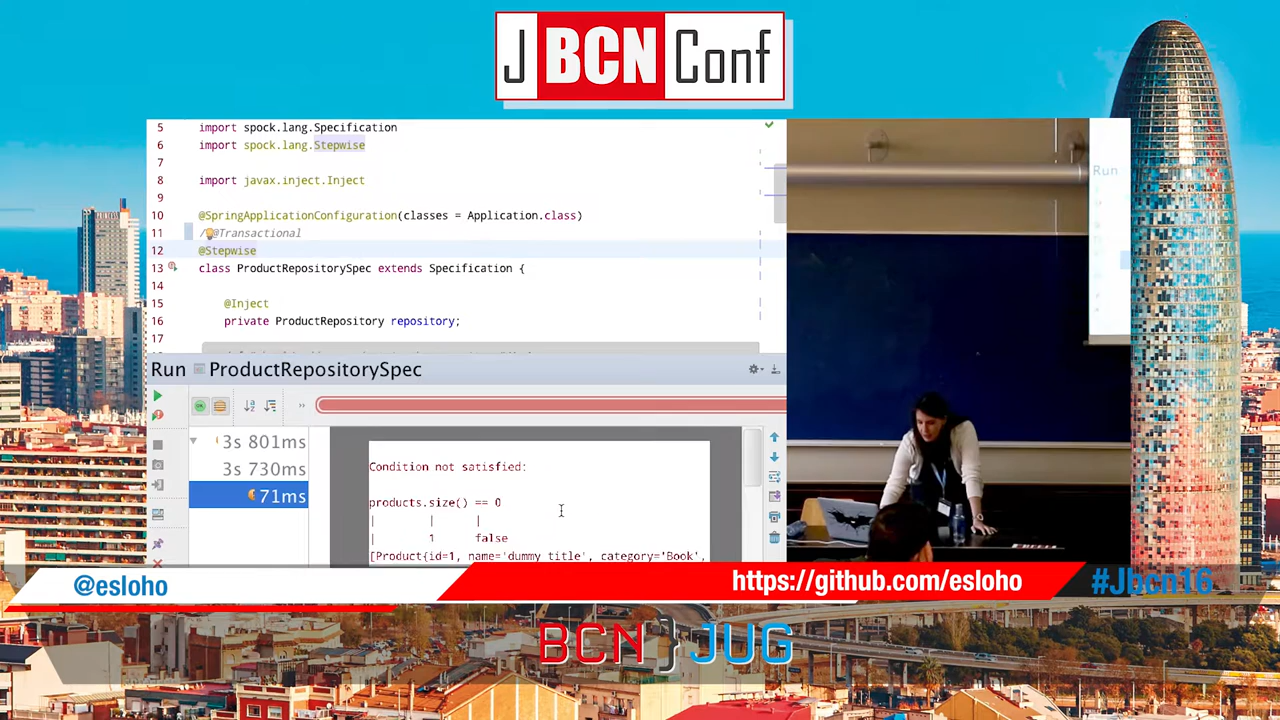 J BCN Conf
5 import spock.lang.Specification
6 import spock.lang.Stepwise
7
8 import javax.inject.Inject
9
10 @SpringApplicationConfiguration(classes = Application.class)
11 @Transactional
12 @Stepwise
13 class ProductRepositorySpec extends Specification {
14
15 @Inject
16 private ProductRepository repository;
17
Run
Run ProductRepositorySpec
3s 801ms
3s 730ms
71ms
Condition not satisfied:
products.size() == 0
| | |
| 1 false
[Product{id=1, name='dummy title', category='Book',
@esloho
https://github.com/esloho
#Jbcn16
BCN } JUG